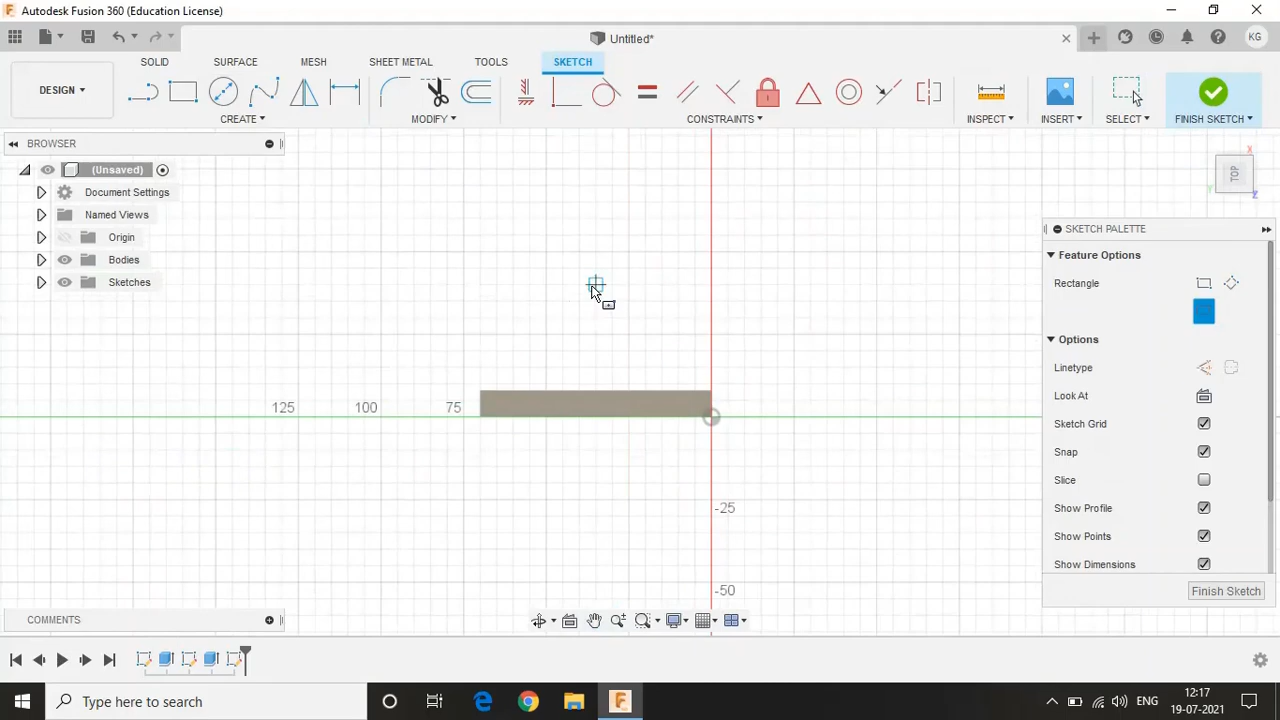 Autodesk Fusion 360 (Education License)
Untitled*
KG
DESIGN
SOLID
SURFACE
MESH
SHEET METAL
TOOLS
SKETCH
CREATE
MODIFY
CONSTRAINTS
INSPECT
INSERT
SELECT
FINISH SKETCH
BROWSER
(Unsaved)
Document Settings
Named Views
Origin
Bodies
Sketches
X
TOP
Y
Z
SKETCH PALETTE
Feature Options
Rectangle
Options
Linetype
Look At
Sketch Grid
Snap
Slice
Show Profile
Show Points
Show Dimensions
Finish Sketch
125
100
75
-25
-50
COMMENTS
Type here to search
ENG
12:17
19-07-2021